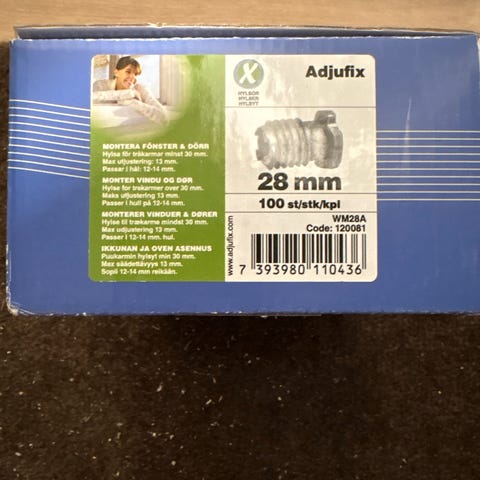 Adjufix
X
HYLSOR
HYLSER
HYLSYT
MONTERA FÖNSTER & DÖRR
Hylsa för träkarmar minst 30 mm.
Max utjustering: 13 mm.
Passar i hål: 12-14 mm.
MONTER VINDU OG DØR
Hylse for trekarmer over 30 mm.
Maks utjustering: 13 mm.
Passer i hull på 12-14 mm.
MONTERER VINDUER & DØRER
Hylse til trækarme mindst 30 mm.
Max udjustering 13 mm.
Passer i 12-14 mm. hul.
IKKUNAN JA OVEN ASENNUS
Puukarmin hylsyt min 30 mm.
Max säädettävyys 13 mm.
Sopii 12-14 mm reikään.
28 mm
100 st/stk/kpl
WM28A
Code: 120081
www.adjufix.com
7 393980 110436